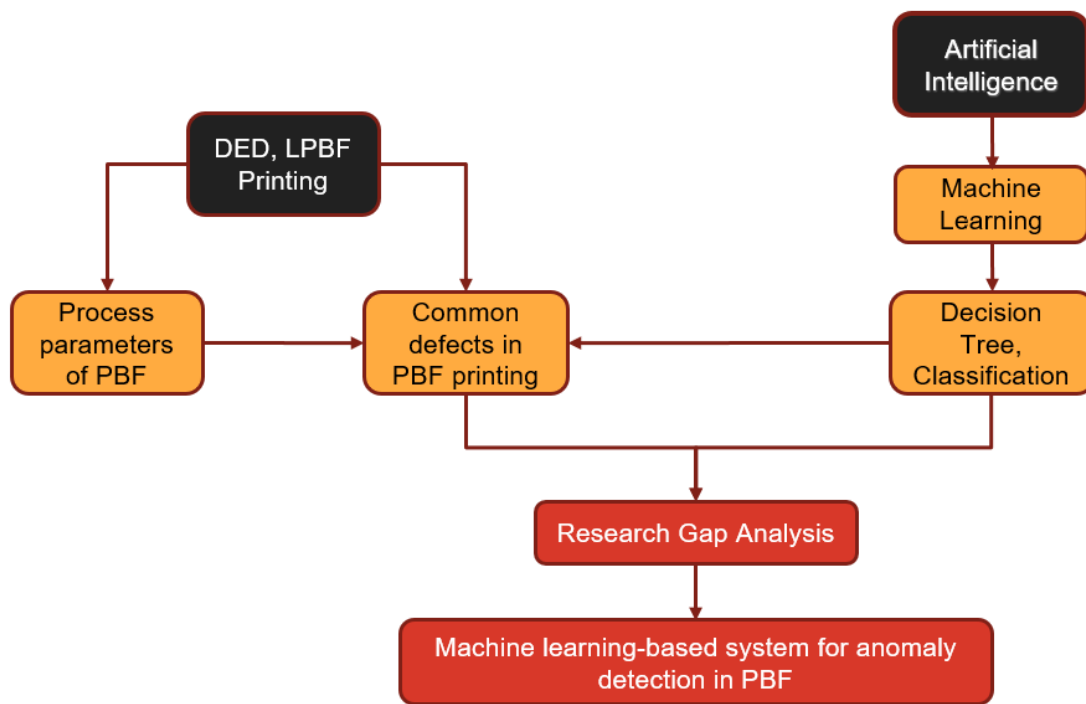 Artificial
Intelligence
DED, LPBF
Printing
Machine
Learning
Process
parameters
of PBF
Common
defects in
PBF printing
Decision
Tree,
Classification
Research Gap Analysis
Machine learning-based system for anomaly
detection in PBF